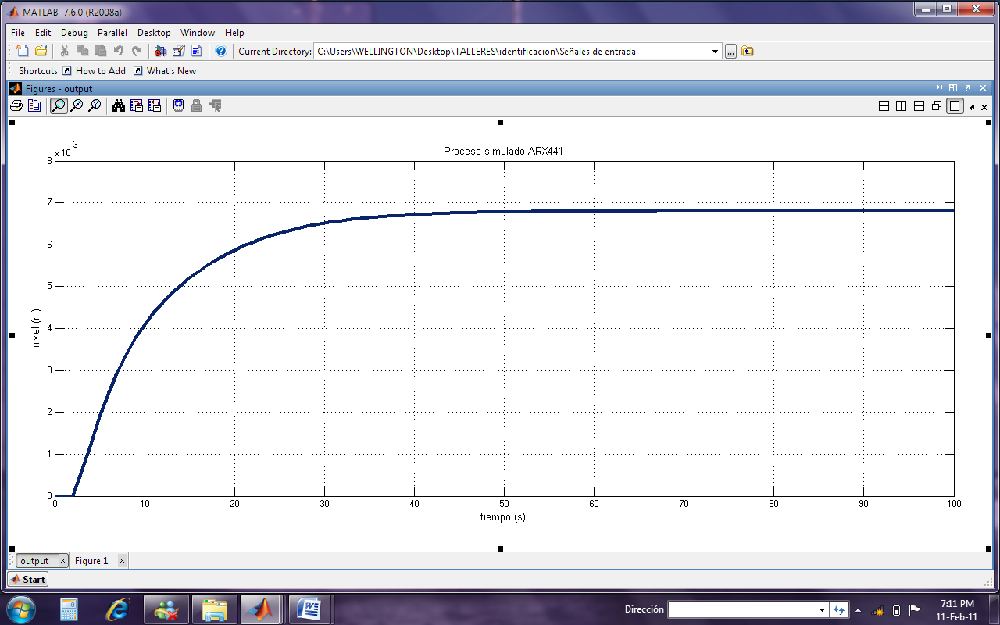 MATLAB 7.6.0 (R2008a)
File Edit Debug Parallel Desktop Window Help
Current Directory: C:\Users\WELLINGTON\Desktop\TALLERES\identificacion\Señales de entrada ...
Shortcuts How to Add What's New
Figures - output
x 10^-3
Proceso simulado ARX441
8
7
6
5
4
3
2
1
0
nivel (m)
0 10 20 30 40 50 60 70 80 90 100
tiempo (s)
output Figure 1
Start
Dirección
7:11 PM
11-Feb-11